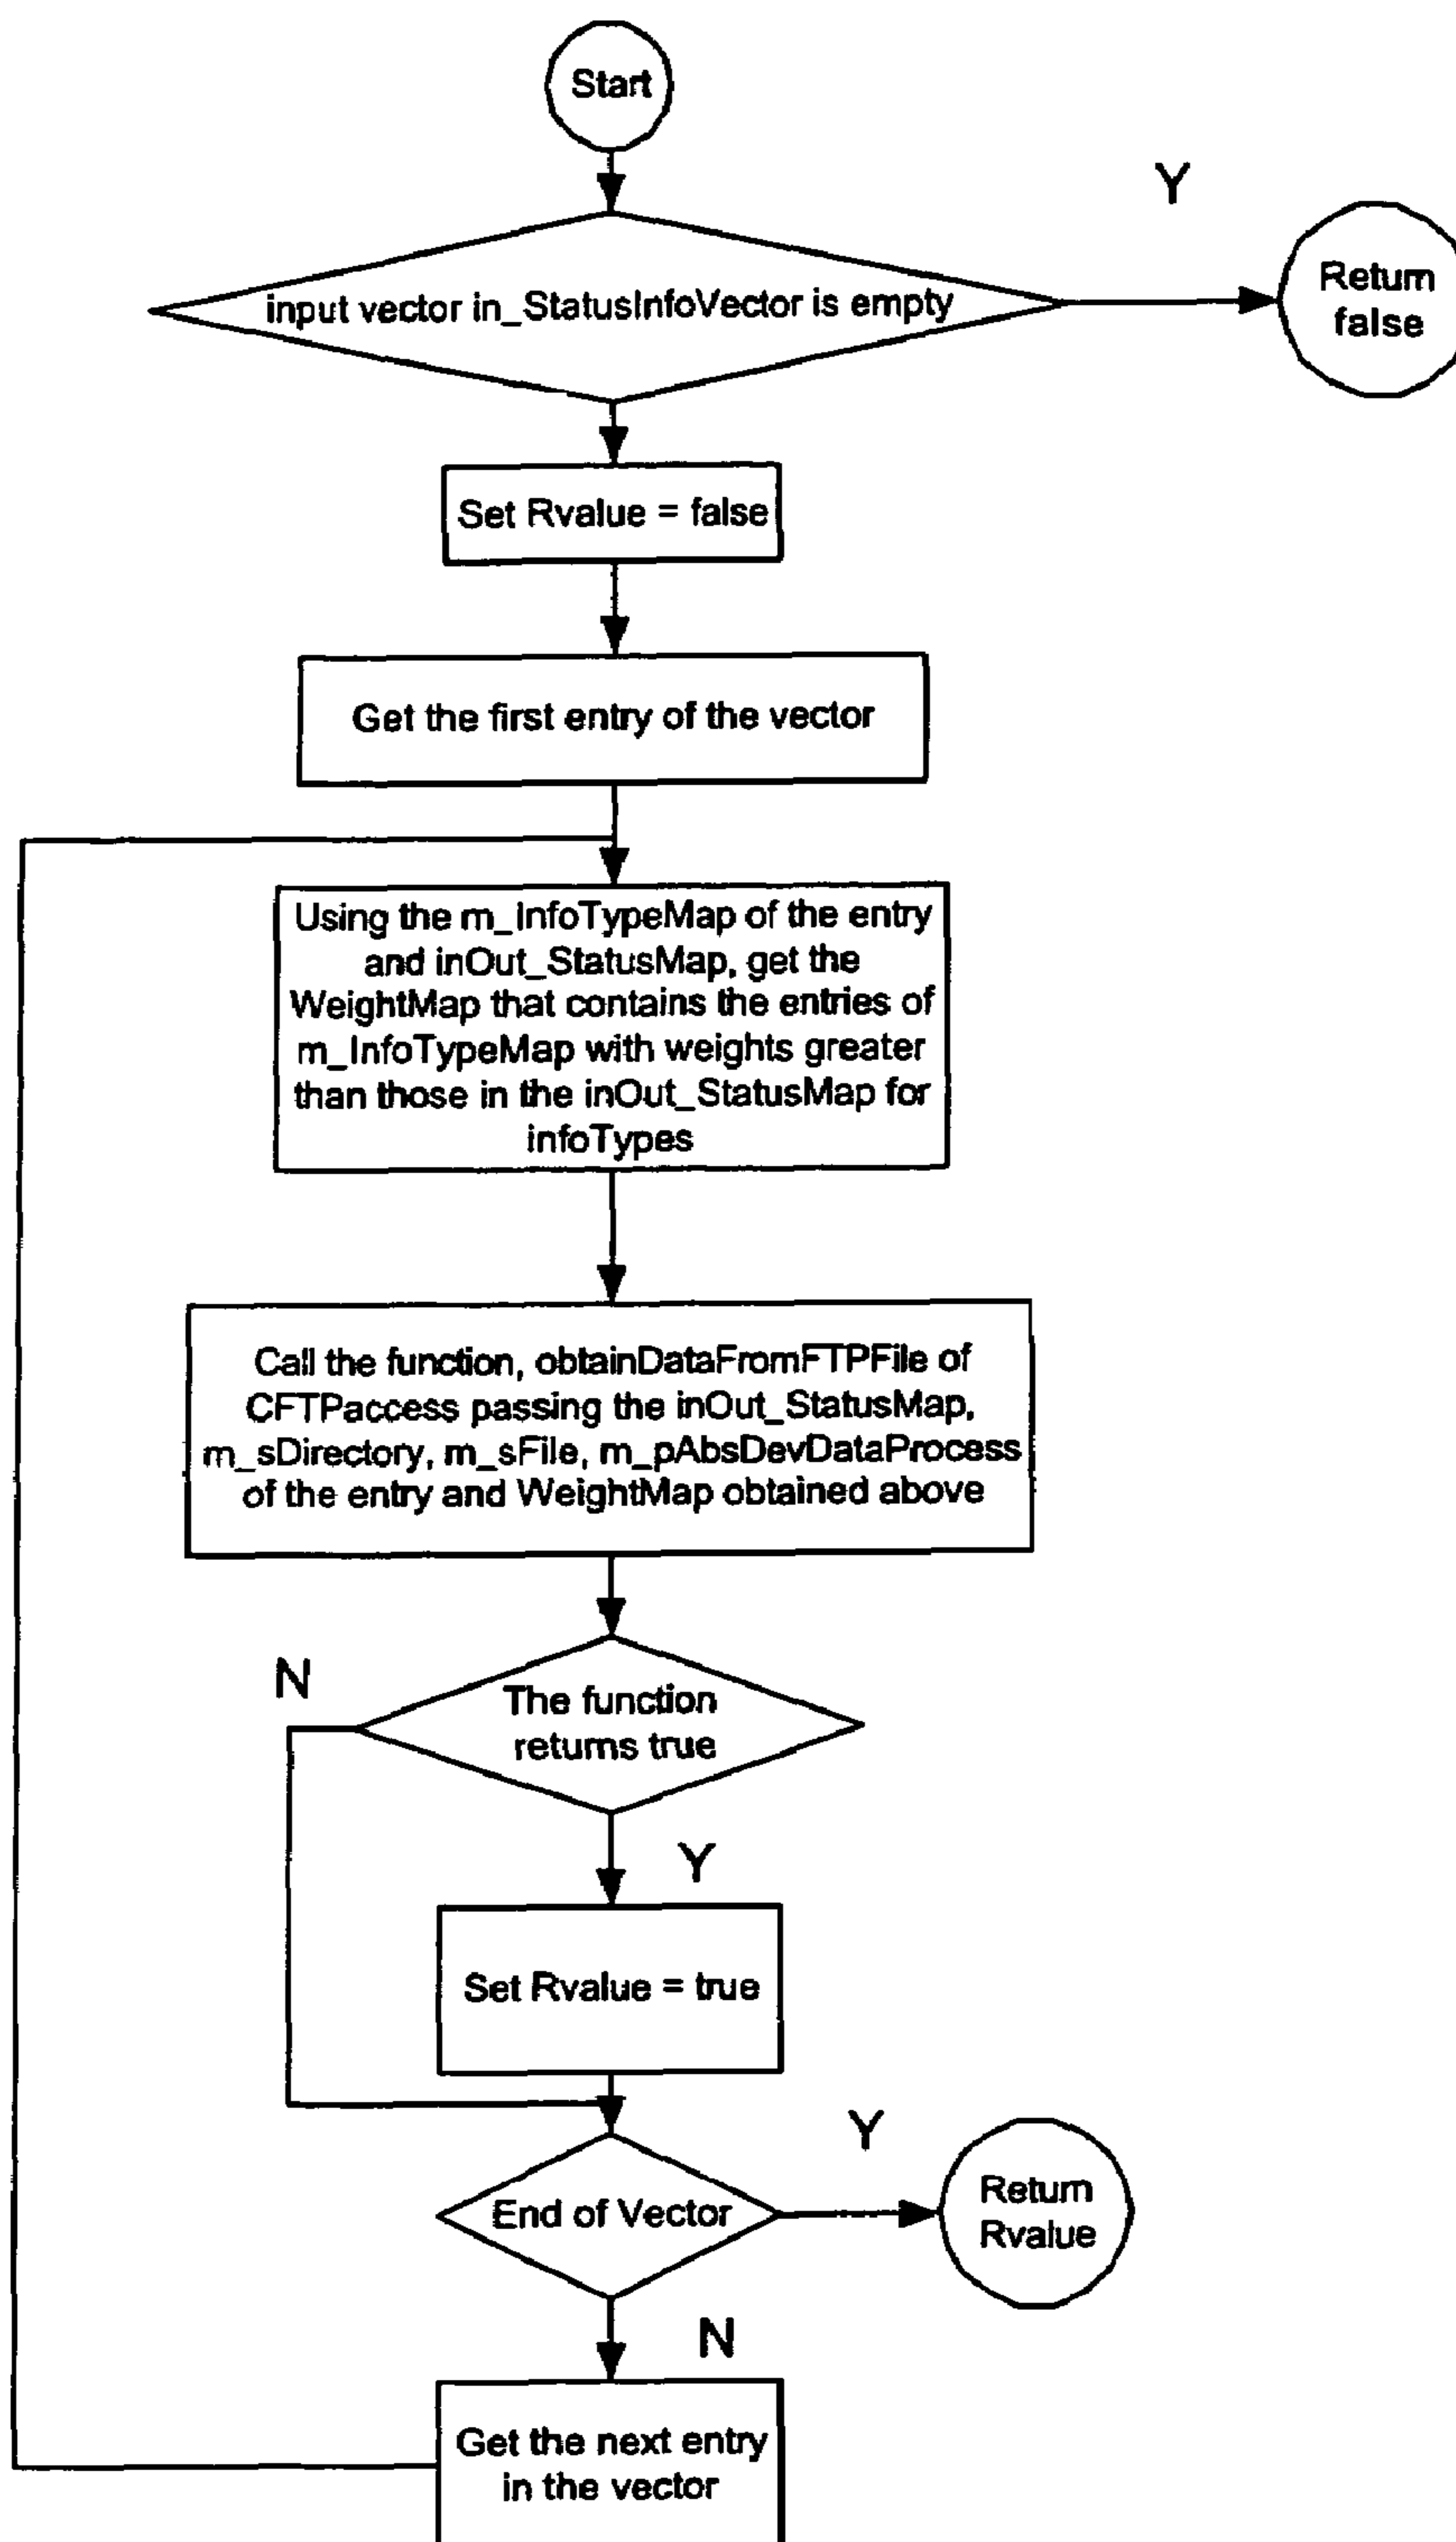 Start
Y
input vector in_StatusInfoVector is empty
Return
false
Set Rvalue = false
Get the first entry of the vector
Using the m_InfoTypeMap of the entry
and inOut_StatusMap, get the
WeightMap that contains the entries of
m_InfoTypeMap with weights greater
than those in the inOut_StatusMap for
infoTypes
Call the function, obtainDataFromFTPFile of
CFTPaccess passing the inOut_StatusMap,
m_sDirectory, m_sFile, m_pAbsDevDataProcess
of the entry and WeightMap obtained above
N
The function
returns true
Y
Set Rvalue = true
Y
End of Vector
Return
Rvalue
N
Get the next entry
in the vector